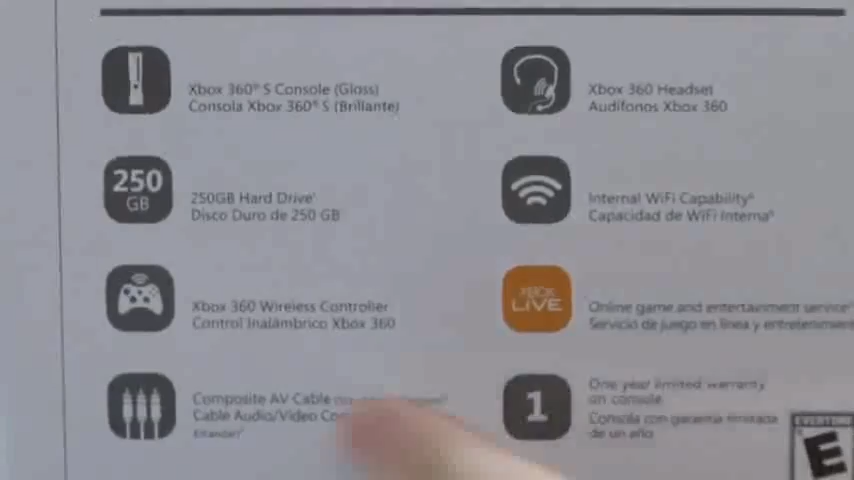 Xbox 360® S Console (Gloss)
Consola Xbox 360® S (Brillante)
250
GB
250GB Hard Drive
Disco Duro de 250 GB
Xbox 360 Wireless Controller
Control Inalámbrico Xbox 360
Composite AV Cable
Cable Audio/Video
Estándar
Xbox 360 Headset
Audífonos Xbox 360
Internal WiFi Capability
Capacidad de WiFi Interna
XBOX
LIVE
Online game and entertainment service
Servicio de juego en línea y entretenimient
1
One year limited warranty
on console
Consola con garantía limitada
de un año
EVERYONE
E